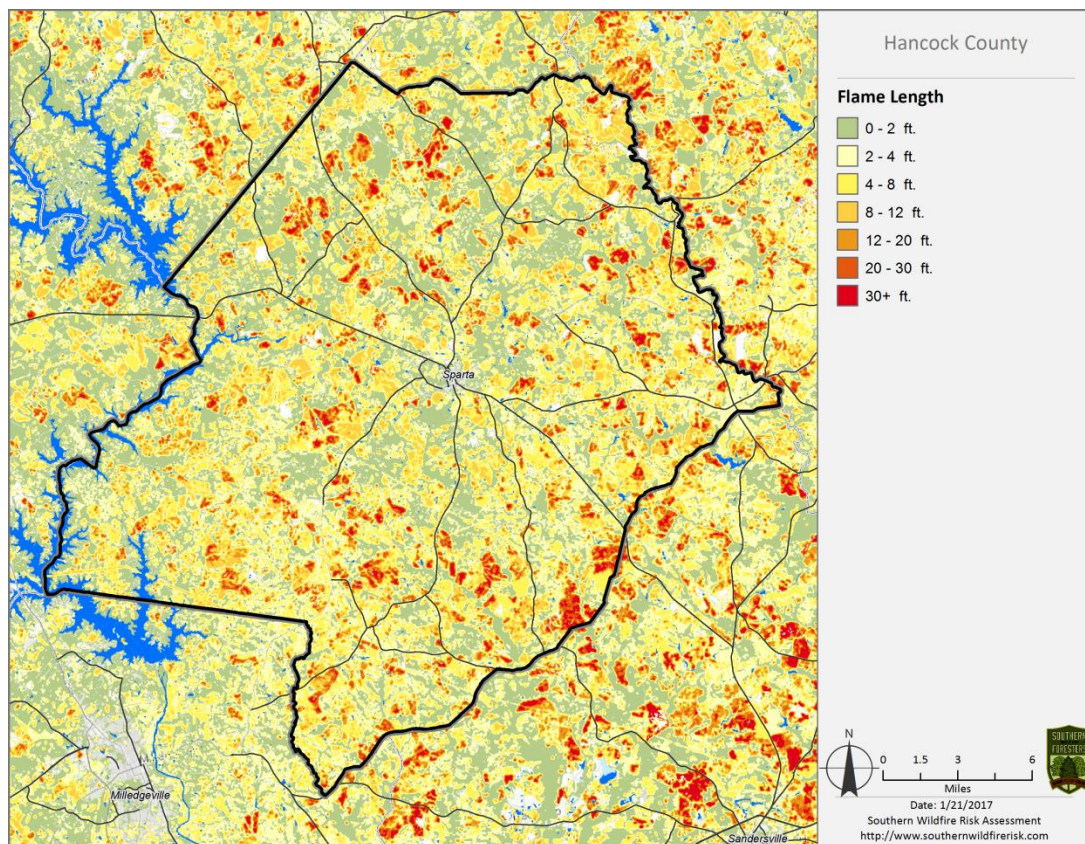 Hancock County
Flame Length
0 - 2 ft.
2 - 4 ft.
4 - 8 ft.
8 - 12 ft.
12 - 20 ft.
20 - 30 ft.
30+ ft.
Sparta
Milledgeville
Sandersville
N
0 1.5 3 6
Miles
SOUTHERN
FORESTERS
Date: 1/21/2017
Southern Wildfire Risk Assessment
http://www.southernwildfirerisk.com